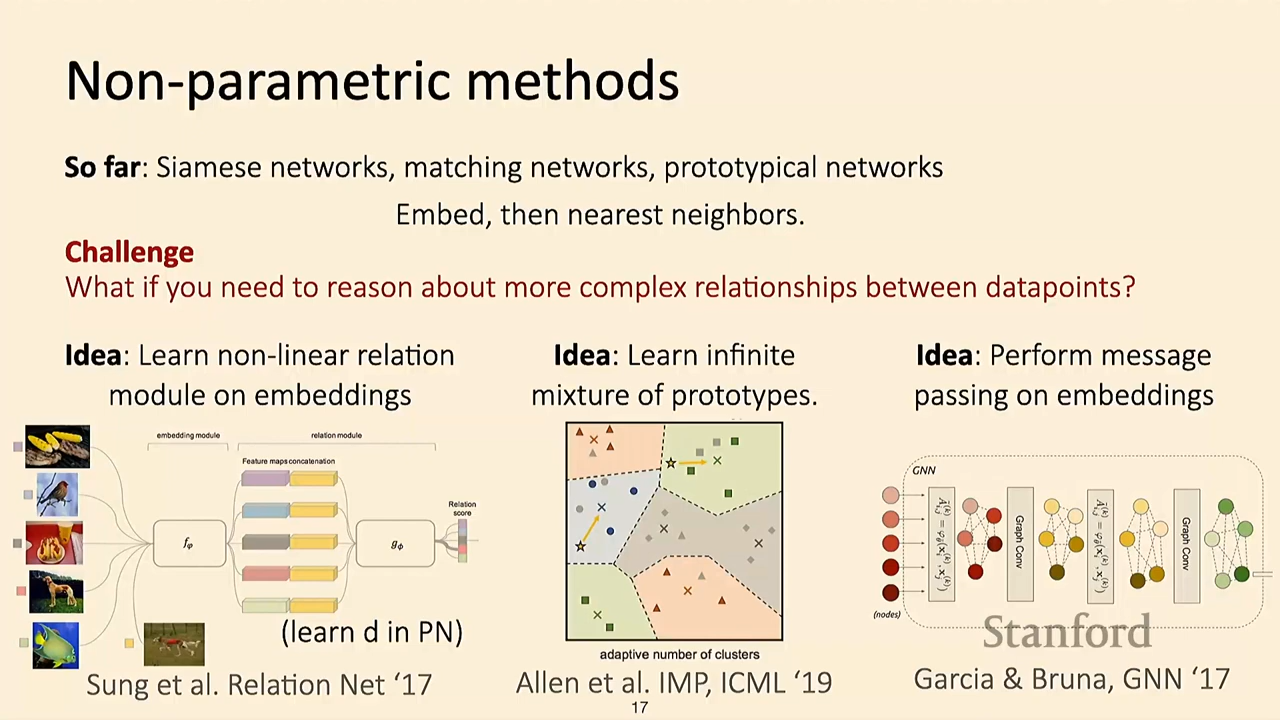 Non-parametric methods
So far: Siamese networks, matching networks, prototypical networks
Embed, then nearest neighbors.
Challenge
What if you need to reason about more complex relationships between datapoints?
Idea: Learn non-linear relation
module on embeddings
embedding module
relation module
Feature maps concatenation
Relation
score
fφ
gϕ
(learn d in PN)
Sung et al. Relation Net ‘17
Idea: Learn infinite
mixture of prototypes.
adaptive number of clusters
Allen et al. IMP, ICML ‘19
Idea: Perform message
passing on embeddings
GNN
Graph Conv
Graph Conv
(nodes)
Stanford
Garcia & Bruna, GNN ‘17
17